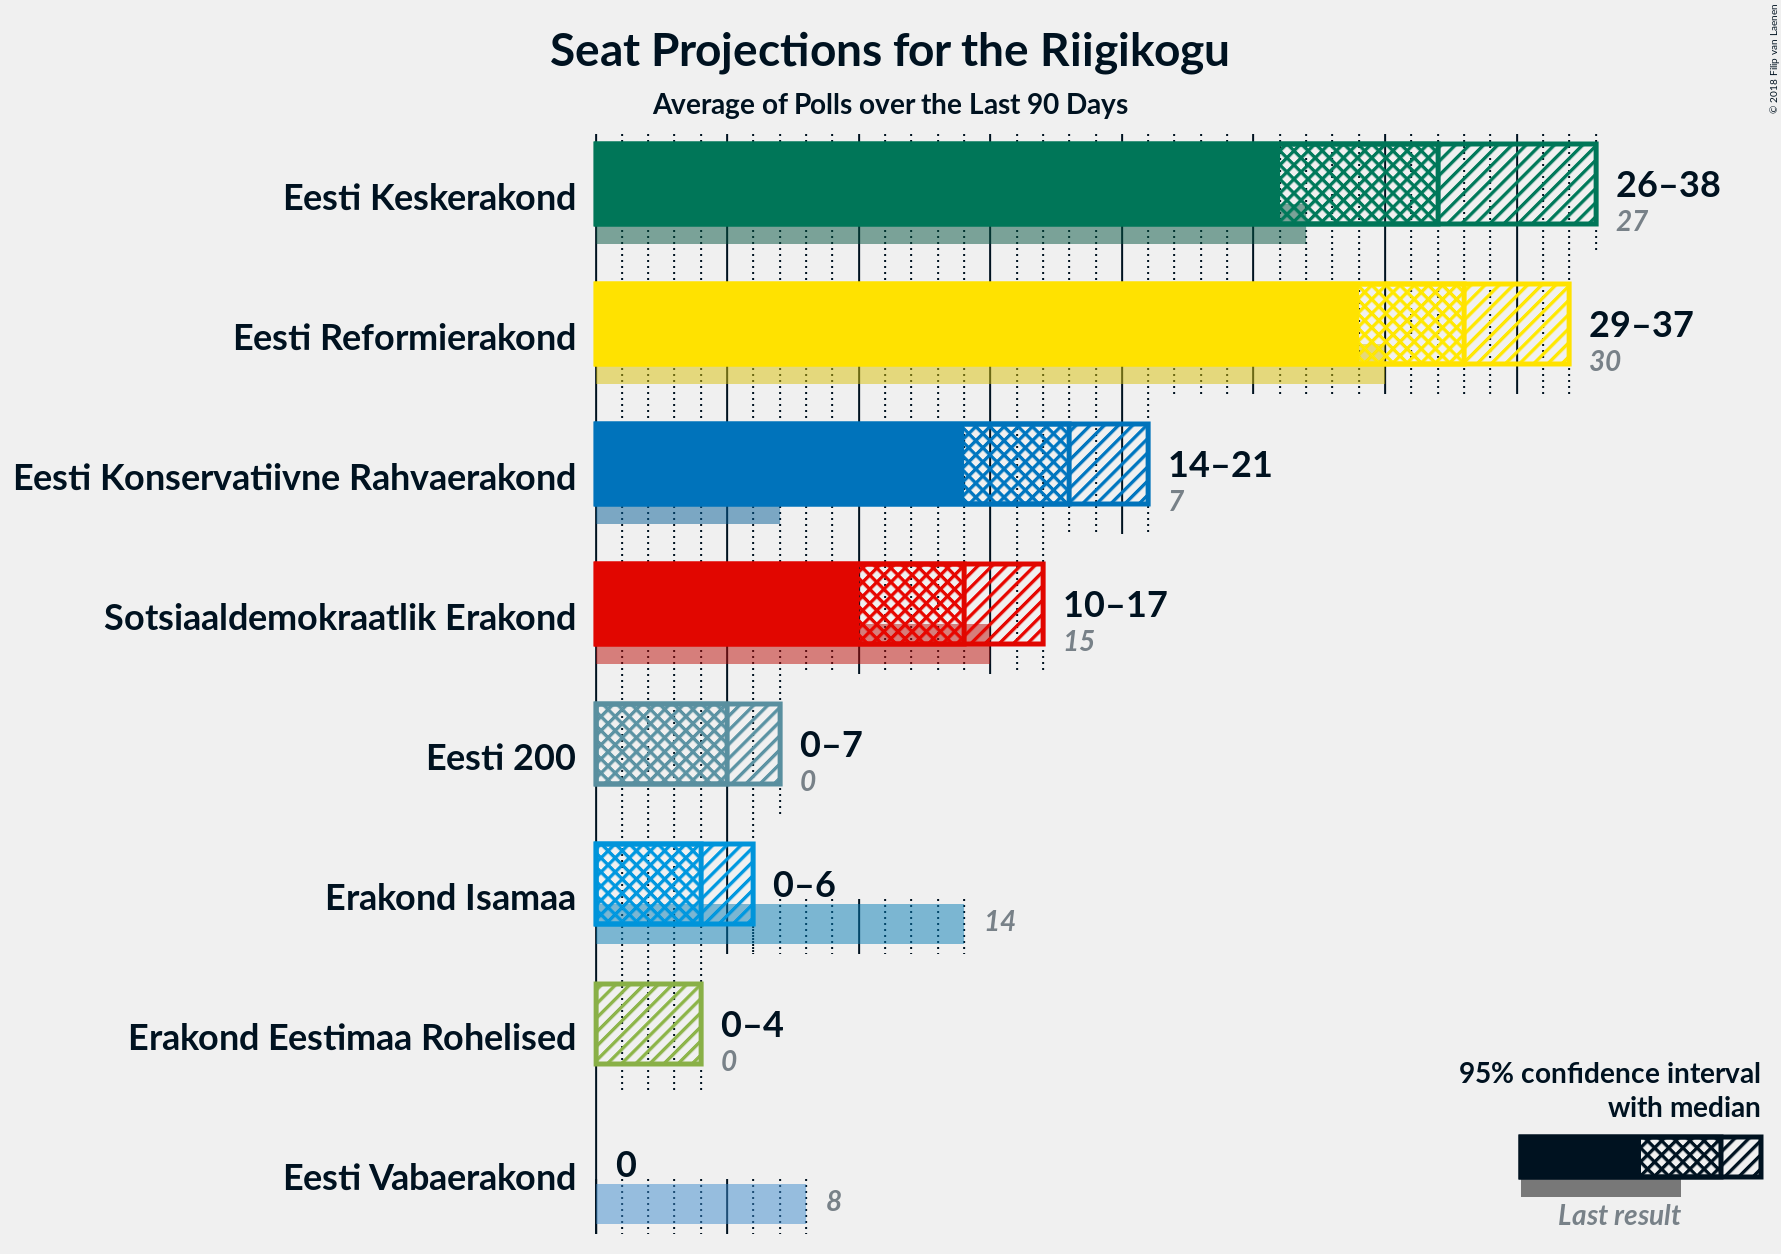 © 2018 Filip van Laenen
Seat Projections for the Riigikogu
Average of Polls over the Last 90 Days
Eesti Keskerakond
26–38
27
Eesti Reformierakond
29–37
30
Eesti Konservatiivne Rahvaerakond
14–21
7
Sotsiaaldemokraatlik Erakond
10–17
15
Eesti 200
0–7
0
Erakond Isamaa
0–6
14
Erakond Eestimaa Rohelised
0–4
0
Eesti Vabaerakond
0
8
95% confidence interval
with median
Last result